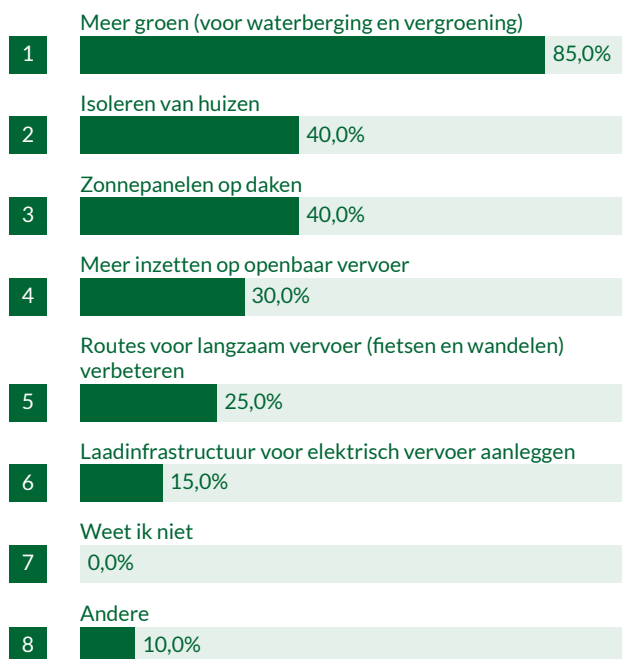 Meer groen (voor waterberging en vergroening)
1 85,0%
Isoleren van huizen
2 40,0%
Zonnepanelen op daken
3 40,0%
Meer inzetten op openbaar vervoer
4 30,0%
Routes voor langzaam vervoer (fietsen en wandelen)
verbeteren
5 25,0%
Laadinfrastructuur voor elektrisch vervoer aanleggen
6 15,0%
Weet ik niet
7 0,0%
Andere
8 10,0%